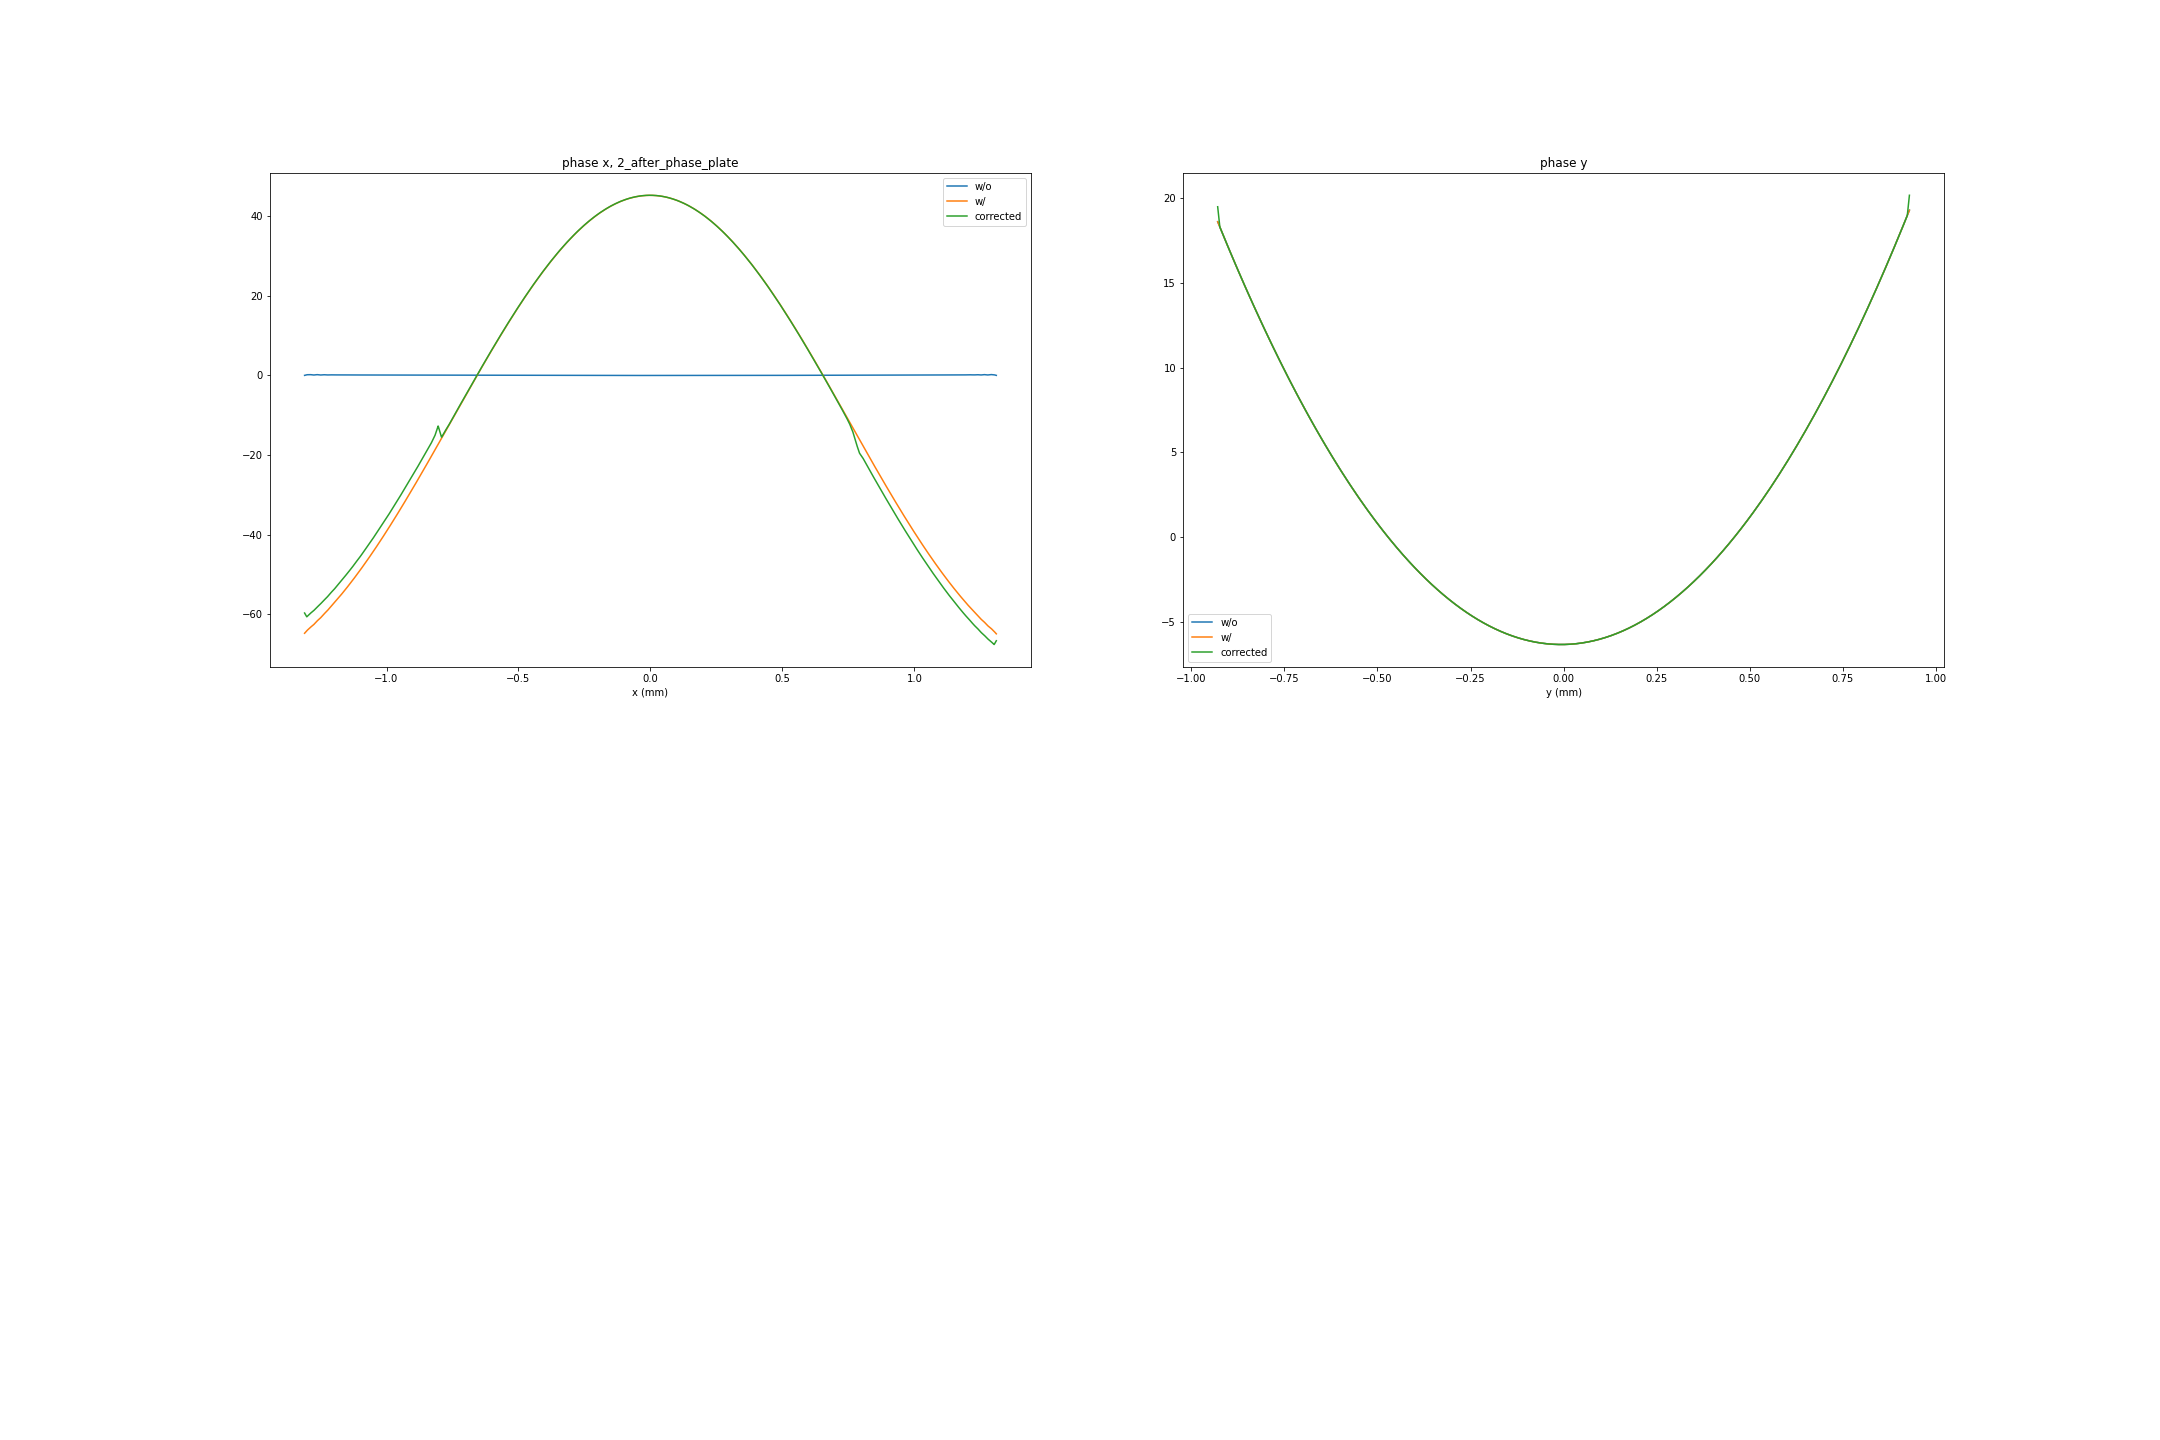 phase x, 2_after_phase_plate
w/o
w/
corrected
40
20
0
−20
−40
−60
−1.0 −0.5 0.0 0.5 1.0
x (mm)
phase y
20
15
10
5
0
−5
w/o
w/
corrected
−1.00 −0.75 −0.50 −0.25 0.00 0.25 0.50 0.75 1.00
y (mm)